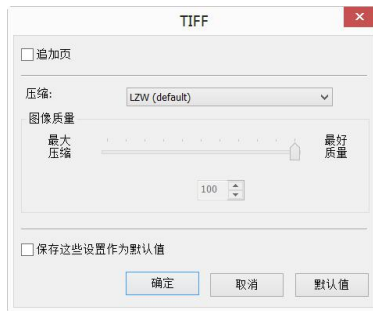 TIFF
追加页
压缩: LZW (default)
图像质量
最大
压缩
最好
质量
100
保存这些设置作为默认值
确定 取消 默认值